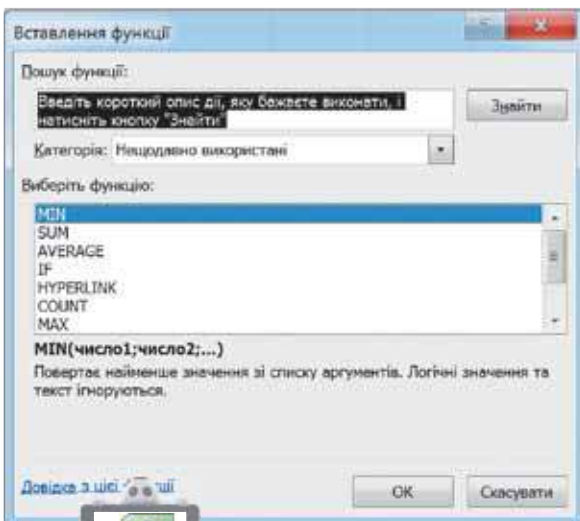 Вставлення функції
Пошук функції:
Введіть короткий опис дії, яку бажаєте виконати, і
натисніть кнопку "Знайти"
Знайти
Категорія: Нещодавно використані
Виберіть функцію:
MIN
SUM
AVERAGE
IF
HYPERLINK
COUNT
MAX
MIN(число1;число2;...)
Повертає найменше значення зі списку аргументів. Логічні значення та
текст ігноруються.
Довідка з цієї
OK
Скасувати